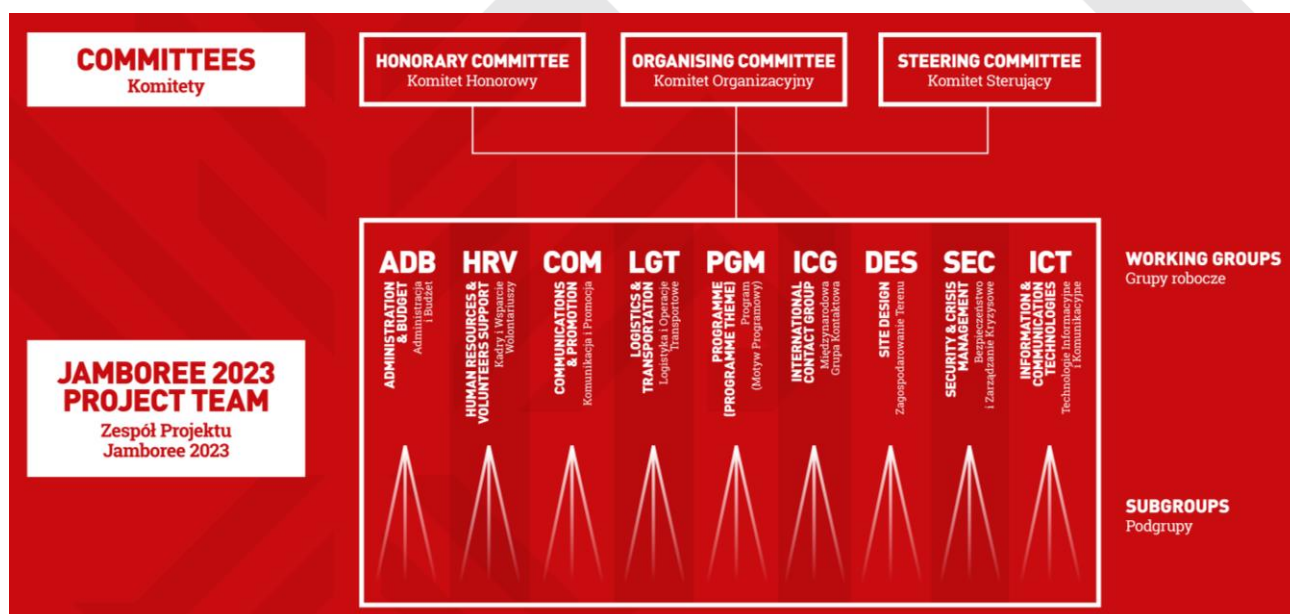 COMMITTEES
Komitety
HONORARY COMMITTEE
Komitet Honorowy
ORGANISING COMMITTEE
Komitet Organizacyjny
STEERING COMMITTEE
Komitet Sterujący
JAMBOREE 2023
PROJECT TEAM
Zespół Projektu
Jamboree 2023
ADB
ADMINISTRATION
& BUDGET
Administracja
i Budżet
HRV
HUMAN RESOURCES &
VOLUNTEERS SUPPORT
Kadry i Wsparcie
Wolontariuszy
COM
COMMUNICATIONS
& PROMOTION
Komunikacja i Promocja
LGT
LOGISTICS &
TRANSPORTATION
Logistyka i Operacje
Transportowe
PGM
PROGRAMME
(PROGRAMME THEME)
Program
(Motyw Programowy)
ICG
INTERNATIONAL
CONTACT GROUP
Międzynarodowa
Grupa Kontaktowa
DES
SITE DESIGN
Zagospodarowanie Terenu
SEC
SECURITY & CRISIS
MANAGEMENT
Bezpieczeństwo
i Zarządzanie Kryzysowe
ICT
INFORMATION &
COMMUNICATION
TECHNOLOGIES
Technologie Informacyjne
i Komunikacyjne
WORKING GROUPS
Grupy robocze
SUBGROUPS
Podgrupy